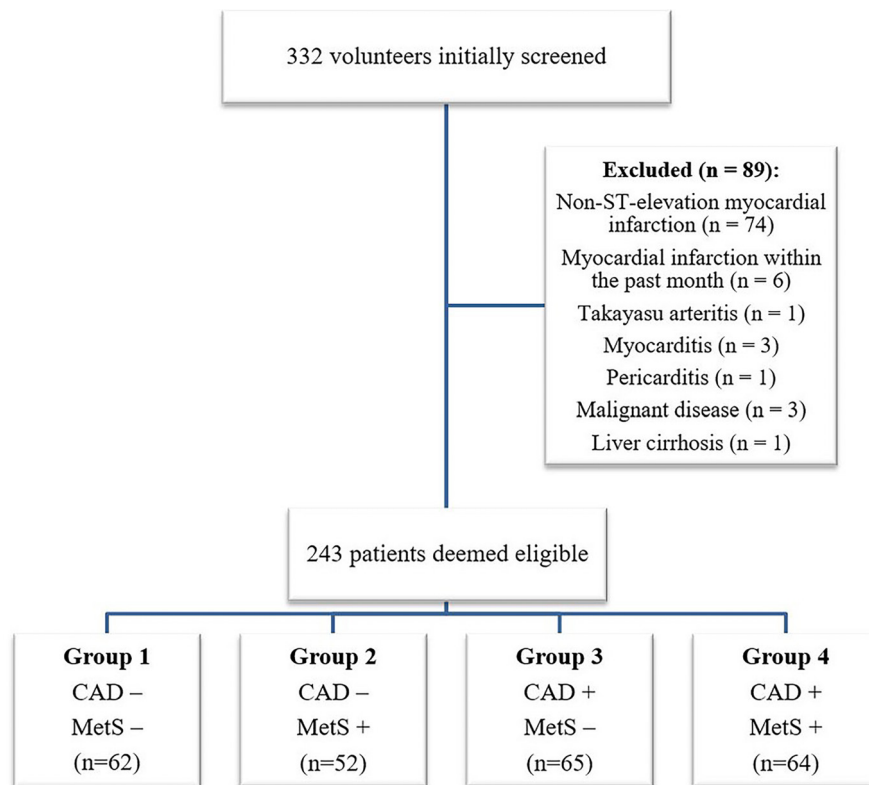 332 volunteers initially screened
Excluded (n = 89):
Non-ST-elevation myocardial
infarction (n = 74)
Myocardial infarction within
the past month (n = 6)
Takayasu arteritis (n = 1)
Myocarditis (n = 3)
Pericarditis (n = 1)
Malignant disease (n = 3)
Liver cirrhosis (n = 1)
243 patients deemed eligible
Group 1
CAD –
MetS –
(n=62)
Group 2
CAD –
MetS +
(n=52)
Group 3
CAD +
MetS –
(n=65)
Group 4
CAD +
MetS +
(n=64)